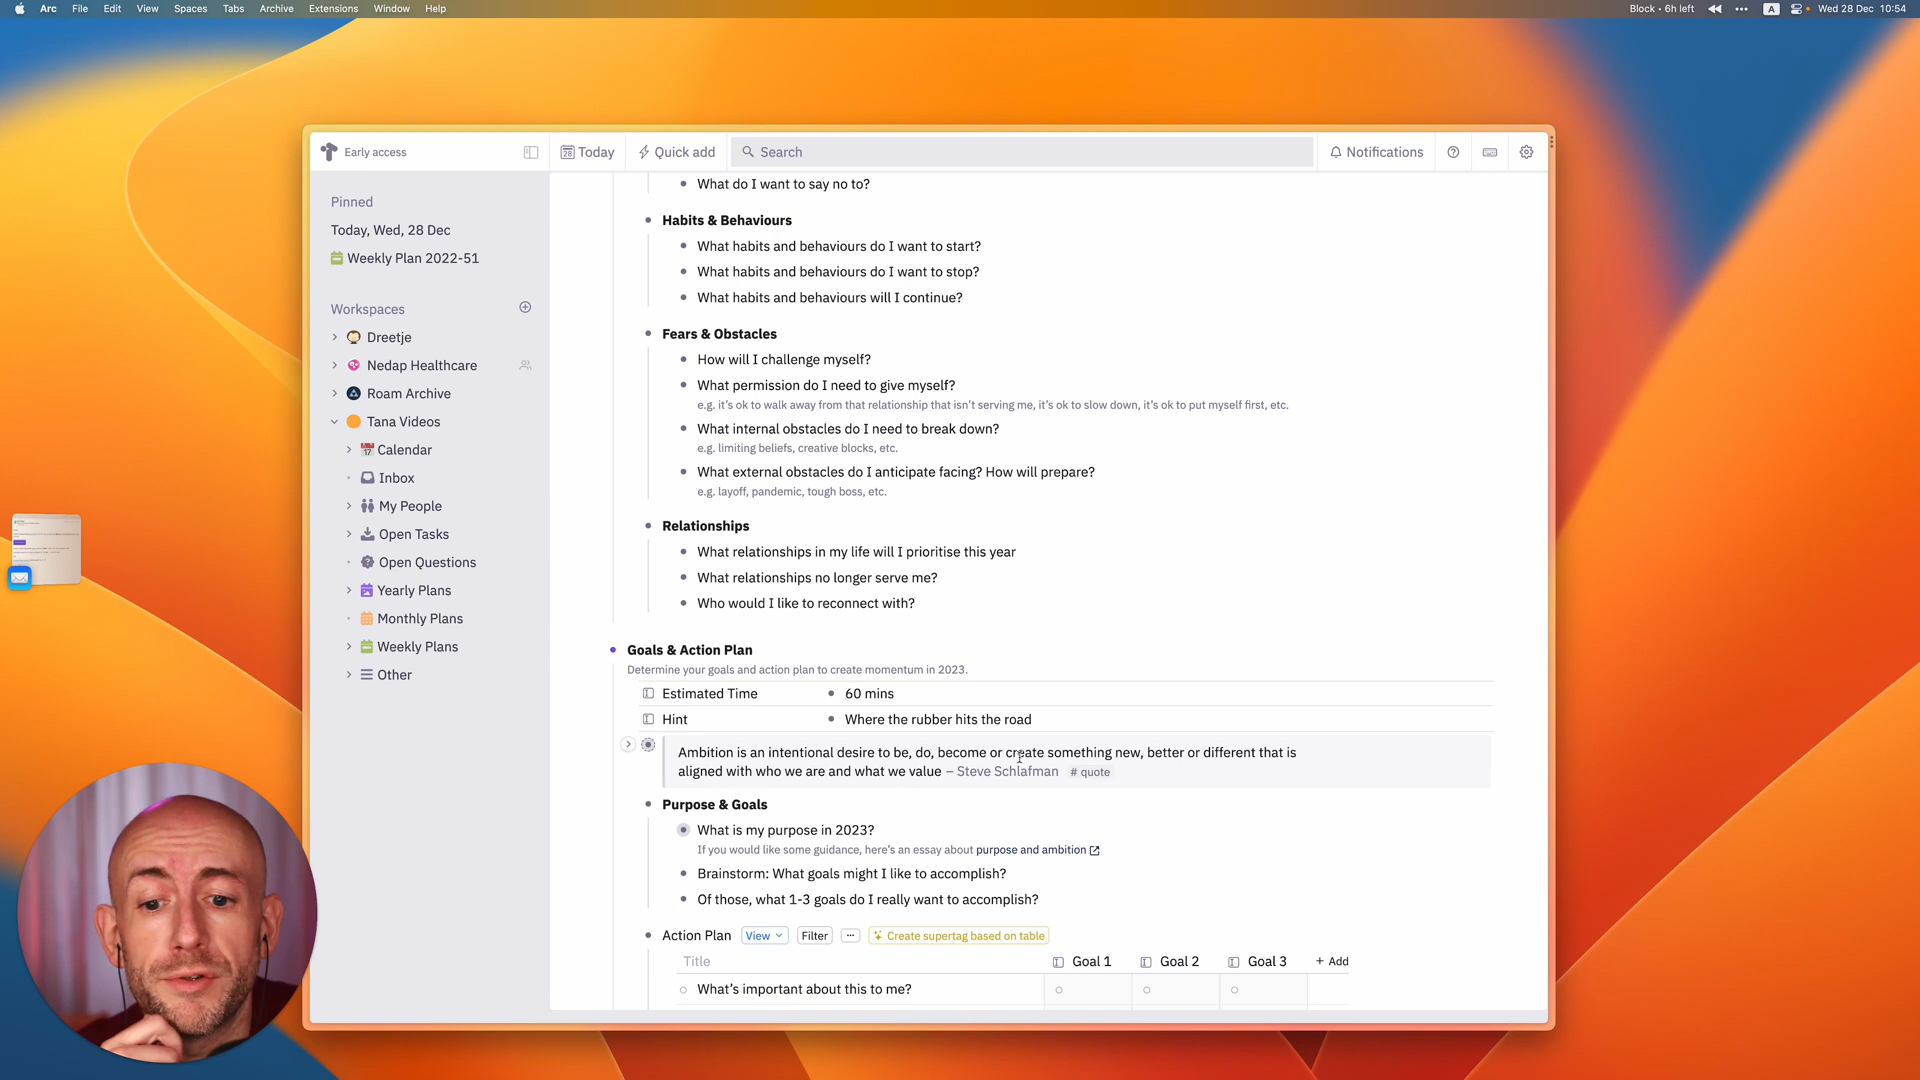 Arc File Edit View Spaces Tabs Archive Extensions Window Help
Block • 6h left
A
Wed 28 Dec 10:54
Early access
28 Today
Quick add
Search
Notifications
Pinned
Today, Wed, 28 Dec
Weekly Plan 2022-51
Workspaces
Dreetje
Nedap Healthcare
Roam Archive
Tana Videos
Calendar
Inbox
My People
Open Tasks
Open Questions
Yearly Plans
Monthly Plans
Weekly Plans
Other
What do I want to say no to?
Habits & Behaviours
What habits and behaviours do I want to start?
What habits and behaviours do I want to stop?
What habits and behaviours will I continue?
Fears & Obstacles
How will I challenge myself?
What permission do I need to give myself?
e.g. it's ok to walk away from that relationship that isn't serving me, it's ok to slow down, it's ok to put myself first, etc.
What internal obstacles do I need to break down?
e.g. limiting beliefs, creative blocks, etc.
What external obstacles do I anticipate facing? How will prepare?
e.g. layoff, pandemic, tough boss, etc.
Relationships
What relationships in my life will I prioritise this year
What relationships no longer serve me?
Who would I like to reconnect with?
Goals & Action Plan
Determine your goals and action plan to create momentum in 2023.
Estimated Time • 60 mins
Hint • Where the rubber hits the road
Ambition is an intentional desire to be, do, become or create something new, better or different that is
aligned with who we are and what we value – Steve Schlafman # quote
Purpose & Goals
What is my purpose in 2023?
If you would like some guidance, here's an essay about purpose and ambition
Brainstorm: What goals might I like to accomplish?
Of those, what 1-3 goals do I really want to accomplish?
Action Plan View Filter ... Create supertag based on table
Title Goal 1 Goal 2 Goal 3 + Add
What's important about this to me?